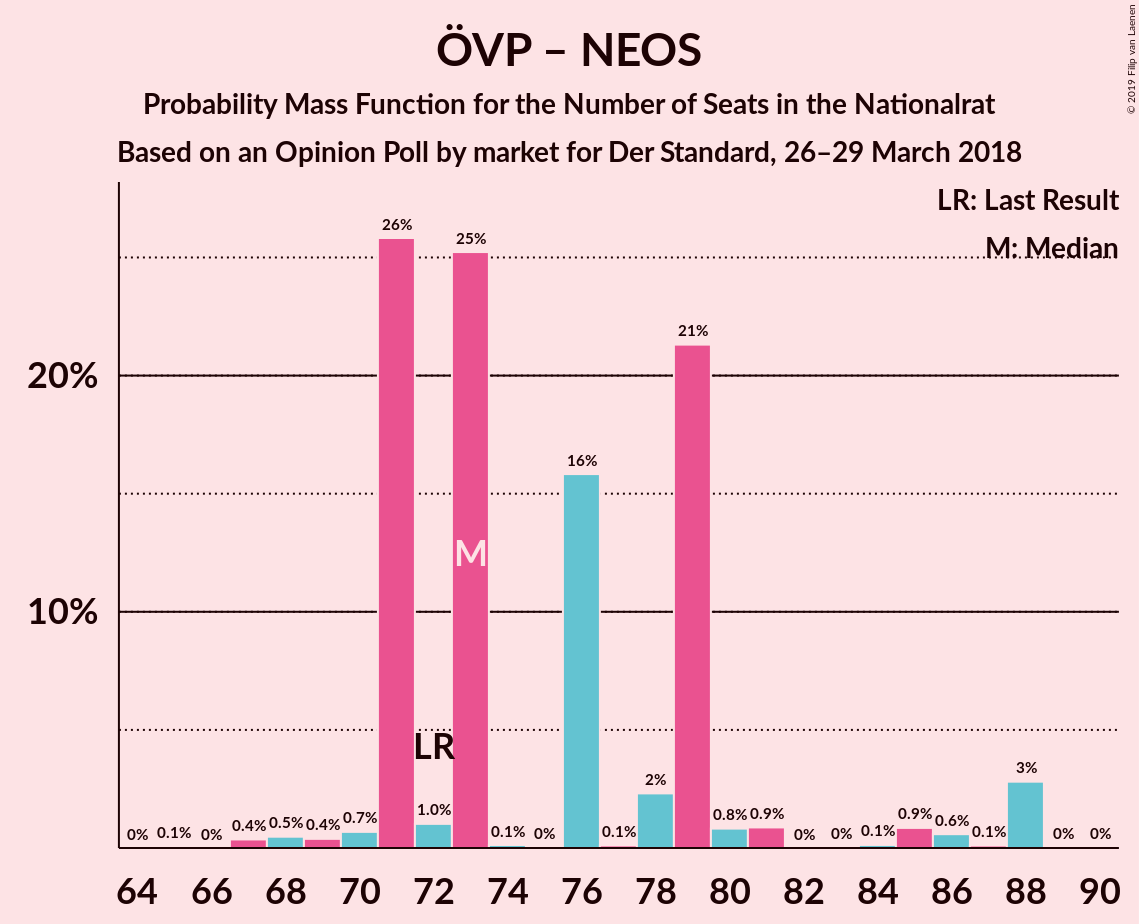 ÖVP – NEOS
Probability Mass Function for the Number of Seats in the Nationalrat
Based on an Opinion Poll by market for Der Standard, 26–29 March 2018
© 2019 Filip van Laenen
LR: Last Result
M: Median
26%
25%
21%
20%
16%
M
10%
LR
3%
2%
0% 0.1% 0% 0.4% 0.5% 0.4% 0.7% 1.0% 0.1% 0% 0.1% 0.8% 0.9% 0% 0% 0.1% 0.9% 0.6% 0.1% 0% 0%
64 66 68 70 72 74 76 78 80 82 84 86 88 90